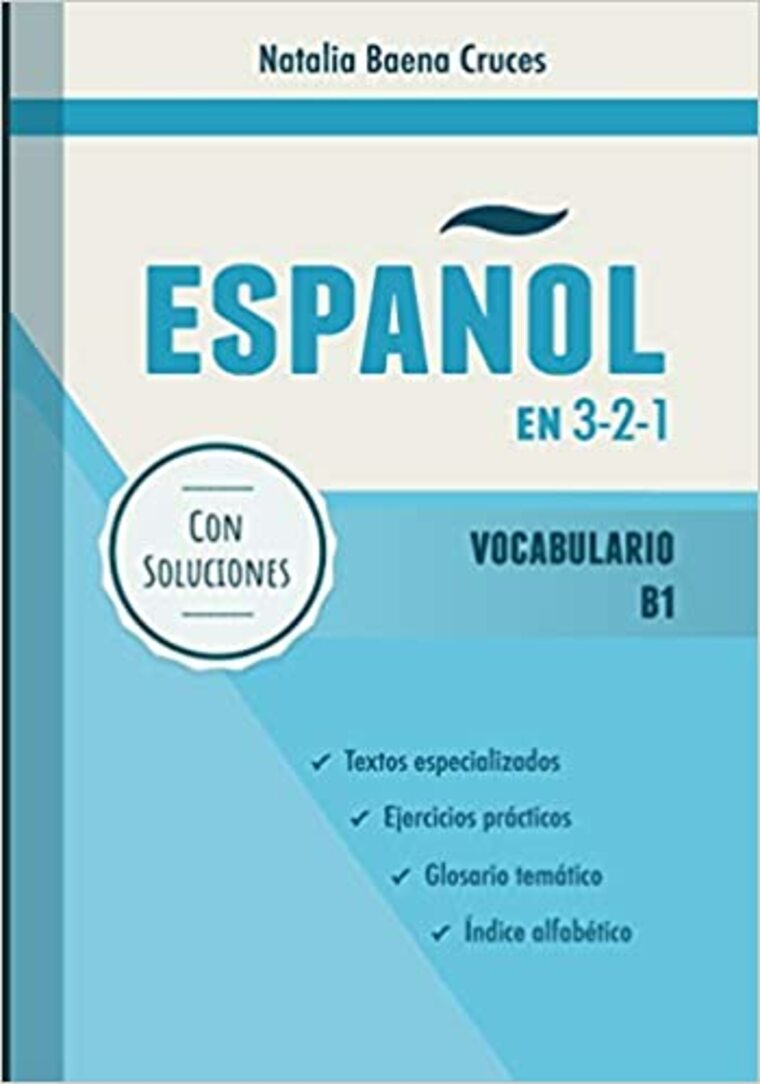 Natalia Baena Cruces
ESPAÑOL
EN 3-2-1
CON
SOLUCIONES
VOCABULARIO
B1
✓ Textos especializados
✓ Ejercicios prácticos
✓ Glosario temático
✓ Índice alfabético